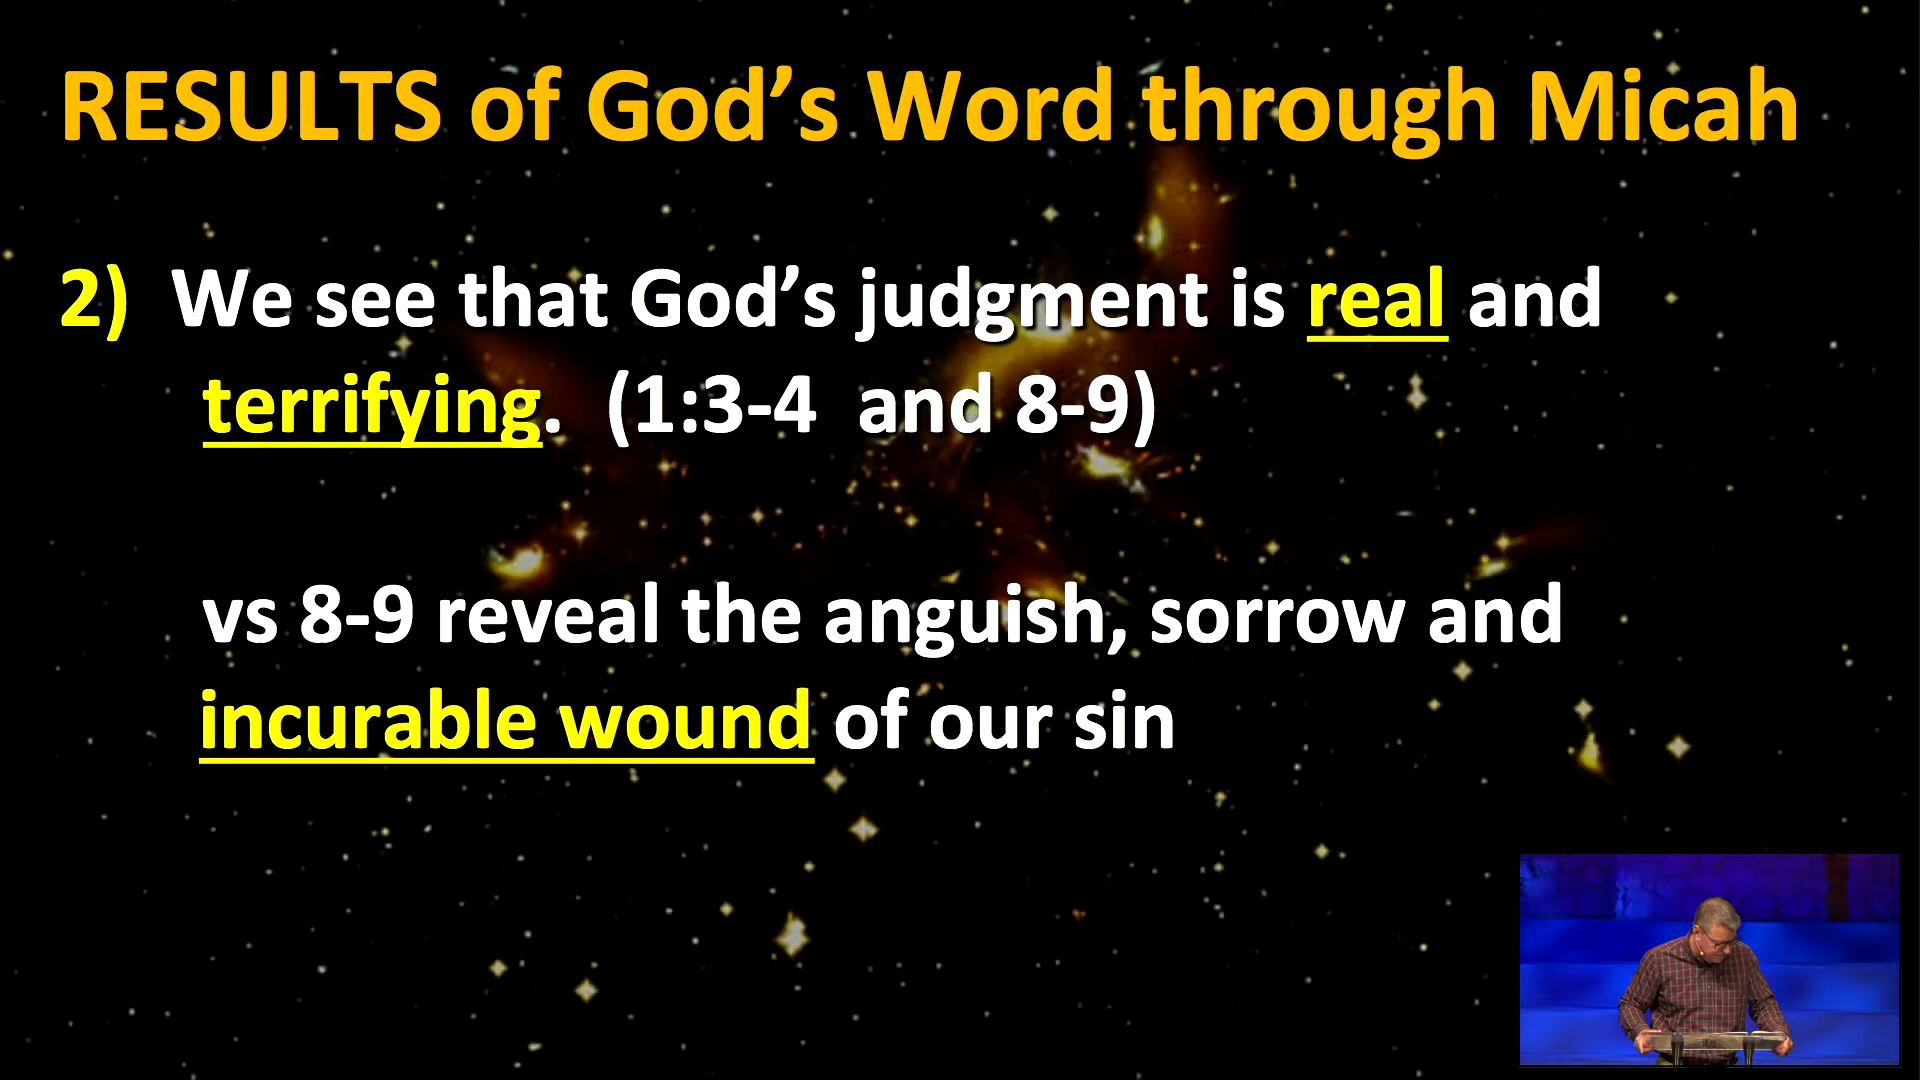 RESULTS of God’s Word through Micah
2) We see that God’s judgment is real and
terrifying. (1:3-4 and 8-9)
vs 8-9 reveal the anguish, sorrow and
incurable wound of our sin